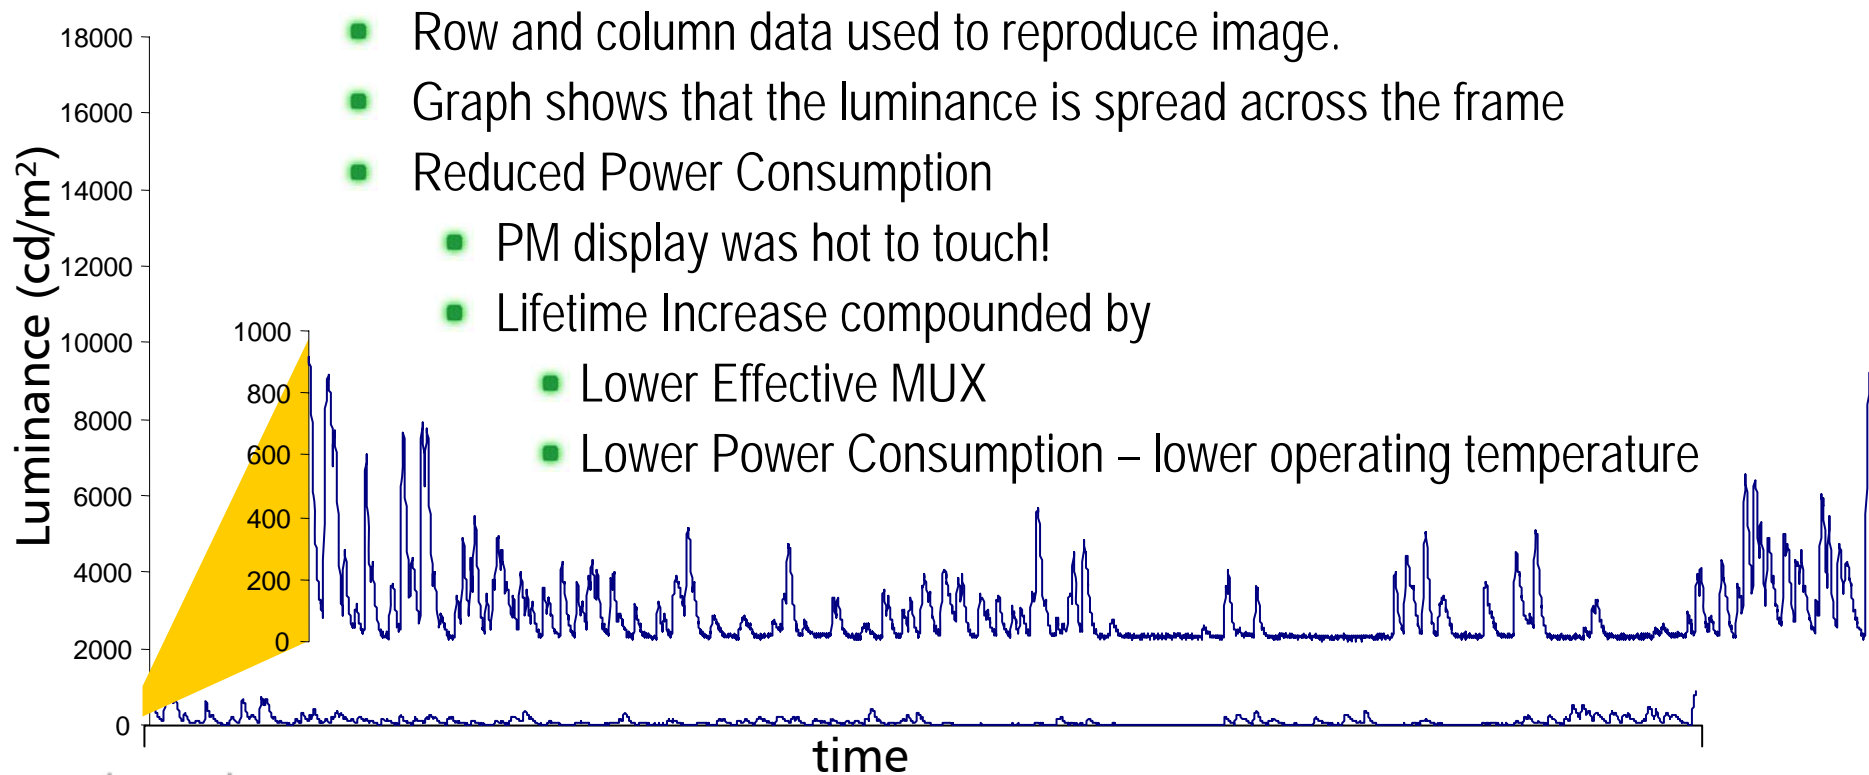 Row and column data used to reproduce image.
Graph shows that the luminance is spread across the frame
Reduced Power Consumption
PM display was hot to touch!
Lifetime Increase compounded by
Lower Effective MUX
Lower Power Consumption – lower operating temperature
Luminance (cd/m²)
18000
16000
14000
12000
10000
8000
6000
4000
2000
0
1000
800
600
400
200
0
time